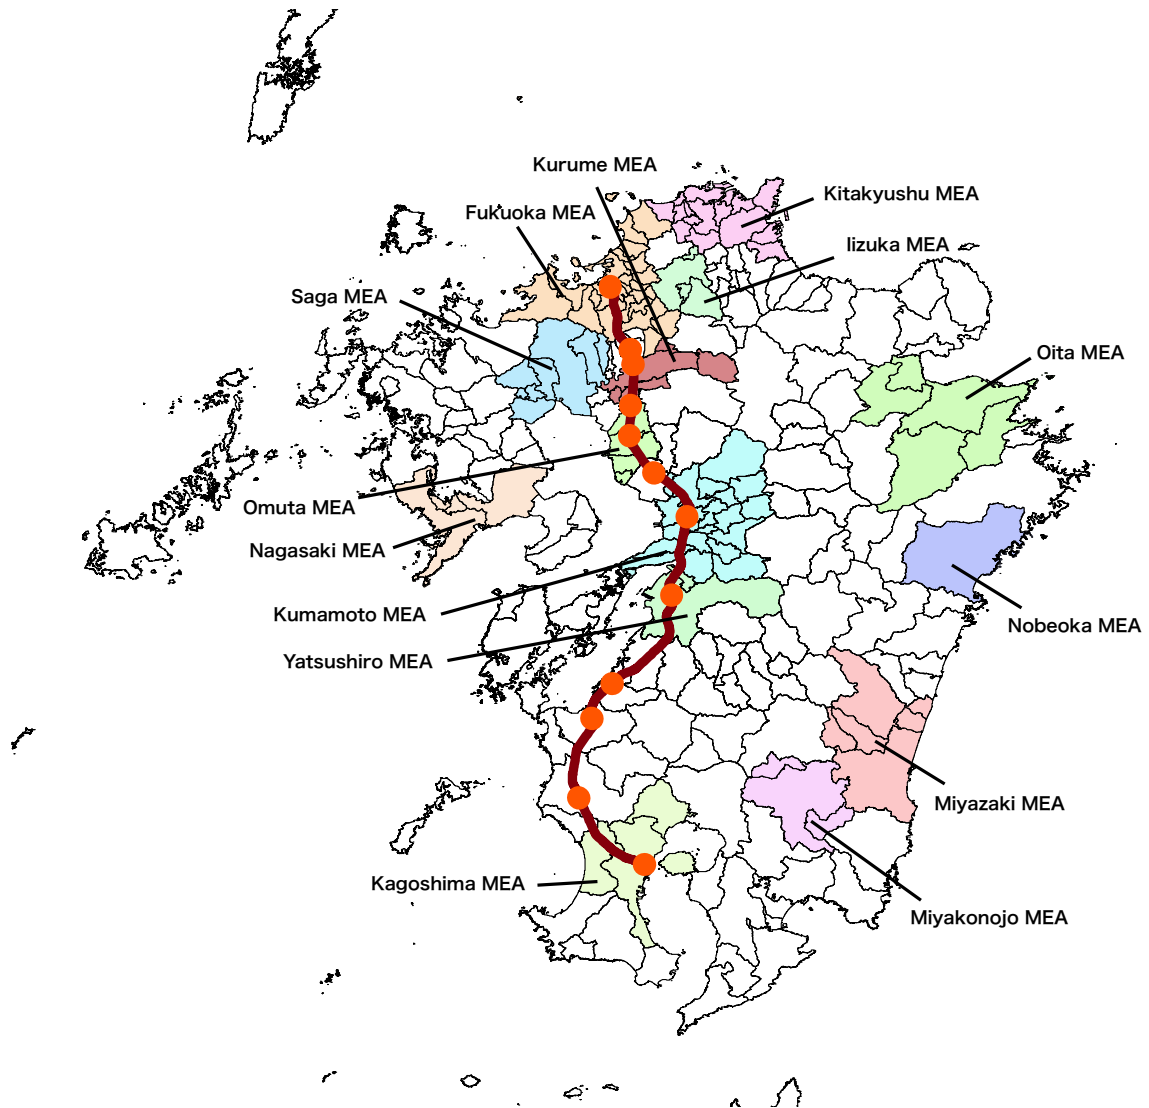 Kurume MEA
Kitakyushu MEA
Fukuoka MEA
Iizuka MEA
Saga MEA
Oita MEA
Omuta MEA
Nagasaki MEA
Kumamoto MEA
Nobeoka MEA
Yatsushiro MEA
Miyazaki MEA
Kagoshima MEA
Miyakonojo MEA